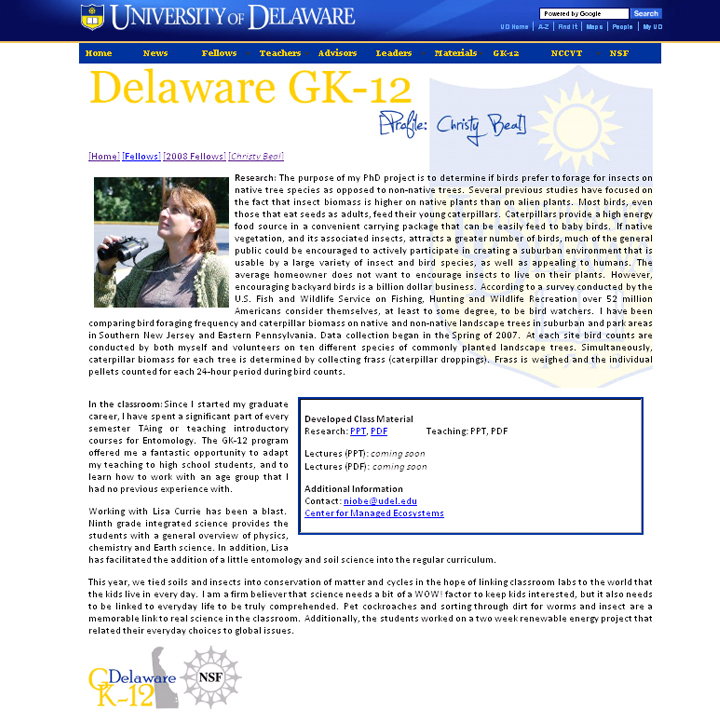 UNIVERSITY OF DELAWARE
Powered by Google Search
UD Home | A-Z | Find it | Maps | People | My UD
Home News Fellows Teachers Advisors Leaders Materials GK-12 NCCVT NSF
Delaware GK-12
[Profile: Christy Beal]
[Home] [Fellows] [2008 Fellows] [Christy Beal]
Research: The purpose of my PhD project is to determine if birds prefer to forage for insects on
native tree species as opposed to non-native trees. Several previous studies have focused on
the fact that insect biomass is higher on native plants than on alien plants. Most birds, even
those that eat seeds as adults, feed their young caterpillars. Caterpillars provide a high energy
food source in a convenient carrying package that can be easily feed to baby birds. If native
vegetation, and its associated insects, attracts a greater number of birds, much of the general
public could be encouraged to actively participate in creating a suburban environment that is
usable by a large variety of insect and bird species, as well as appealing to humans. The
average homeowner does not want to encourage insects to live on their plants. However,
encouraging backyard birds is a billion dollar business. According to a survey conducted by the
U.S. Fish and Wildlife Service on Fishing, Hunting and Wildlife Recreation over 52 million
Americans consider themselves, at least to some degree, to be bird watchers. I have been
comparing bird foraging frequency and caterpillar biomass on native and non-native landscape trees in suburban and park areas
in Southern New Jersey and Eastern Pennsylvania. Data collection began in the Spring of 2007. At each site bird counts are
conducted by both myself and volunteers on ten different species of commonly planted landscape trees. Simultaneously,
caterpillar biomass for each tree is determined by collecting frass (caterpillar droppings). Frass is weighed and the individual
pellets counted for each 24-hour period during bird counts.
In the classroom: Since I started my graduate
career, I have spent a significant part of every
semester TAing or teaching introductory
courses for Entomology. The GK-12 program
offered me a fantastic opportunity to adapt
my teaching to high school students, and to
learn how to work with an age group that I
had no previous experience with.
Developed Class Material
Research: PPT, PDF Teaching: PPT, PDF
Lectures (PPT): coming soon
Lectures (PDF): coming soon
Additional Information
Contact: niobe@udel.edu
Center for Managed Ecosystems
Working with Lisa Currie has been a blast.
Ninth grade integrated science provides the
students with a general overview of physics,
chemistry and Earth science. In addition, Lisa
has facilitated the addition of a little entomology and soil science into the regular curriculum.
This year, we tied soils and insects into conservation of matter and cycles in the hope of linking classroom labs to the world that
the kids live in every day. I am a firm believer that science needs a bit of a WOW! factor to keep kids interested, but it also needs
to be linked to everyday life to be truly comprehended. Pet cockroaches and sorting through dirt for worms and insect are a
memorable link to real science in the classroom. Additionally, the students worked on a two week renewable energy project that
related their everyday choices to global issues.
Delaware
GK-12
NSF